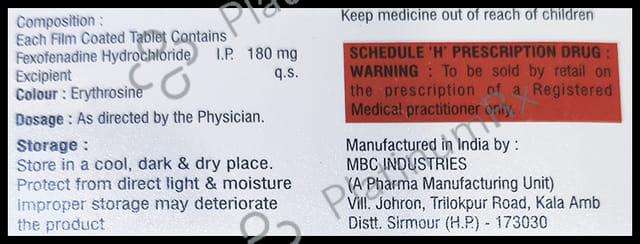 Composition :
Each Film Coated Tablet Contains
Fexofenadine Hydrochloride I.P. 180 mg
Excipient q.s.
Colour : Erythrosine
Dosage : As directed by the Physician.
Storage :
Store in a cool, dark & dry place.
Protect from direct light & moisture
improper storage may deteriorate
the product
Keep medicine out of reach of children
SCHEDULE 'H' PRESCRIPTION DRUG :
WARNING : To be sold by retail on
the prescription of a Registered
Medical practitioner only.
Manufactured in India by :
MBC INDUSTRIES
(A Pharma Manufacturing Unit)
Vill. Johron, Trilokpur Road, Kala Amb
Distt. Sirmour (H.P.) - 173030
PlatinumRx